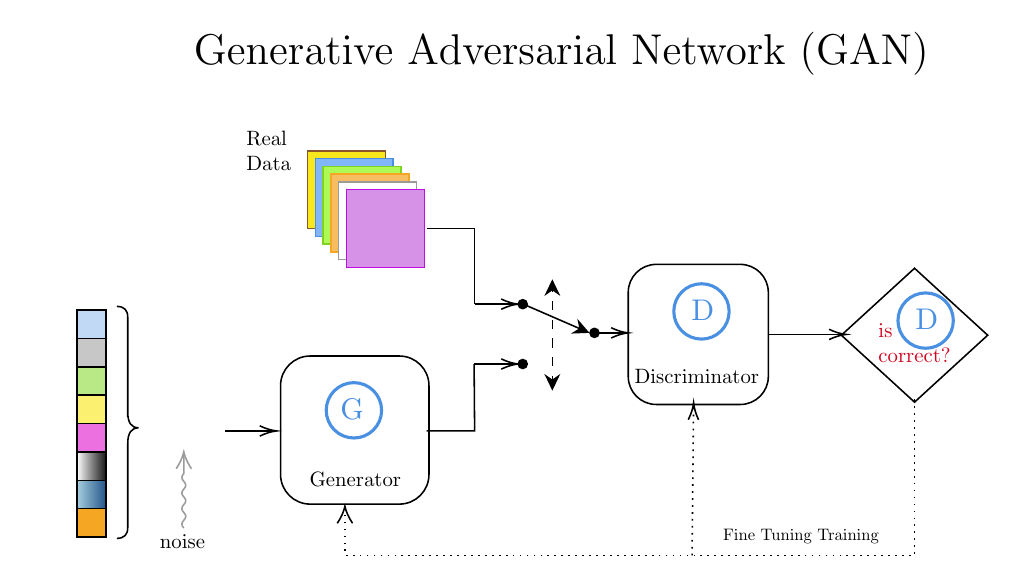 Generative Adversarial Network (GAN)
Real
Data
D
D
is
correct?
Discriminator
G
Generator
noise
Fine Tuning Training